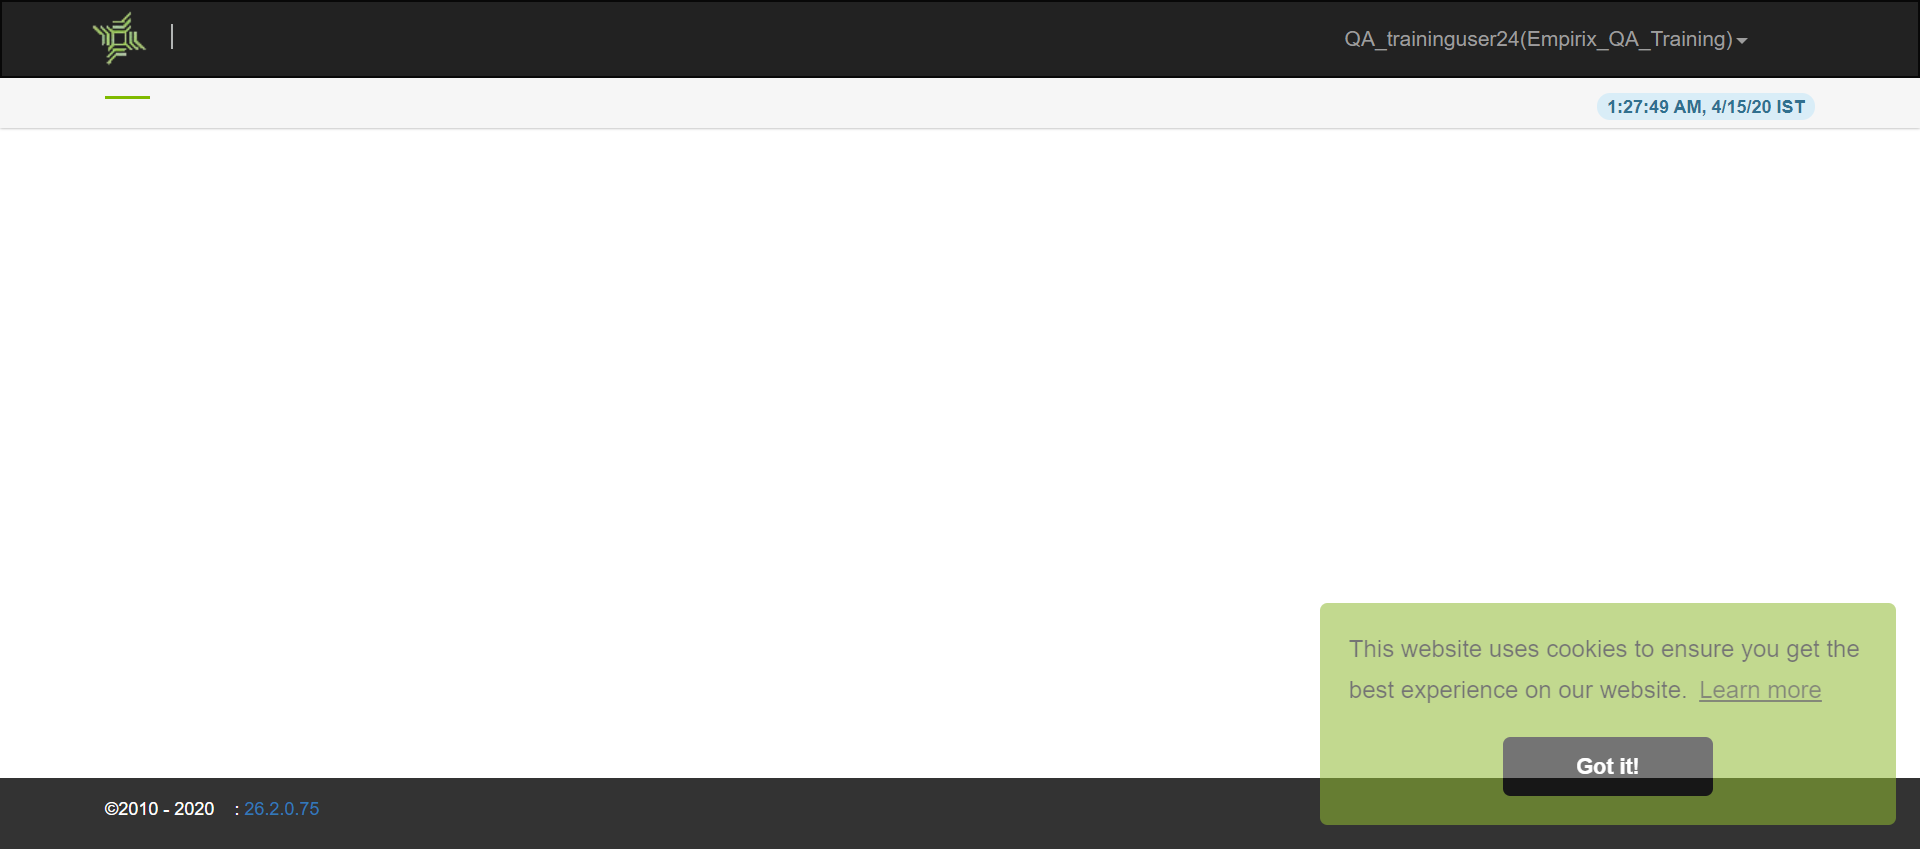 QA_traininguser24(Empirix_QA_Training)
1:27:49 AM, 4/15/20 IST
This website uses cookies to ensure you get the
best experience on our website. Learn more
Got it!
©2010 - 2020 : 26.2.0.75